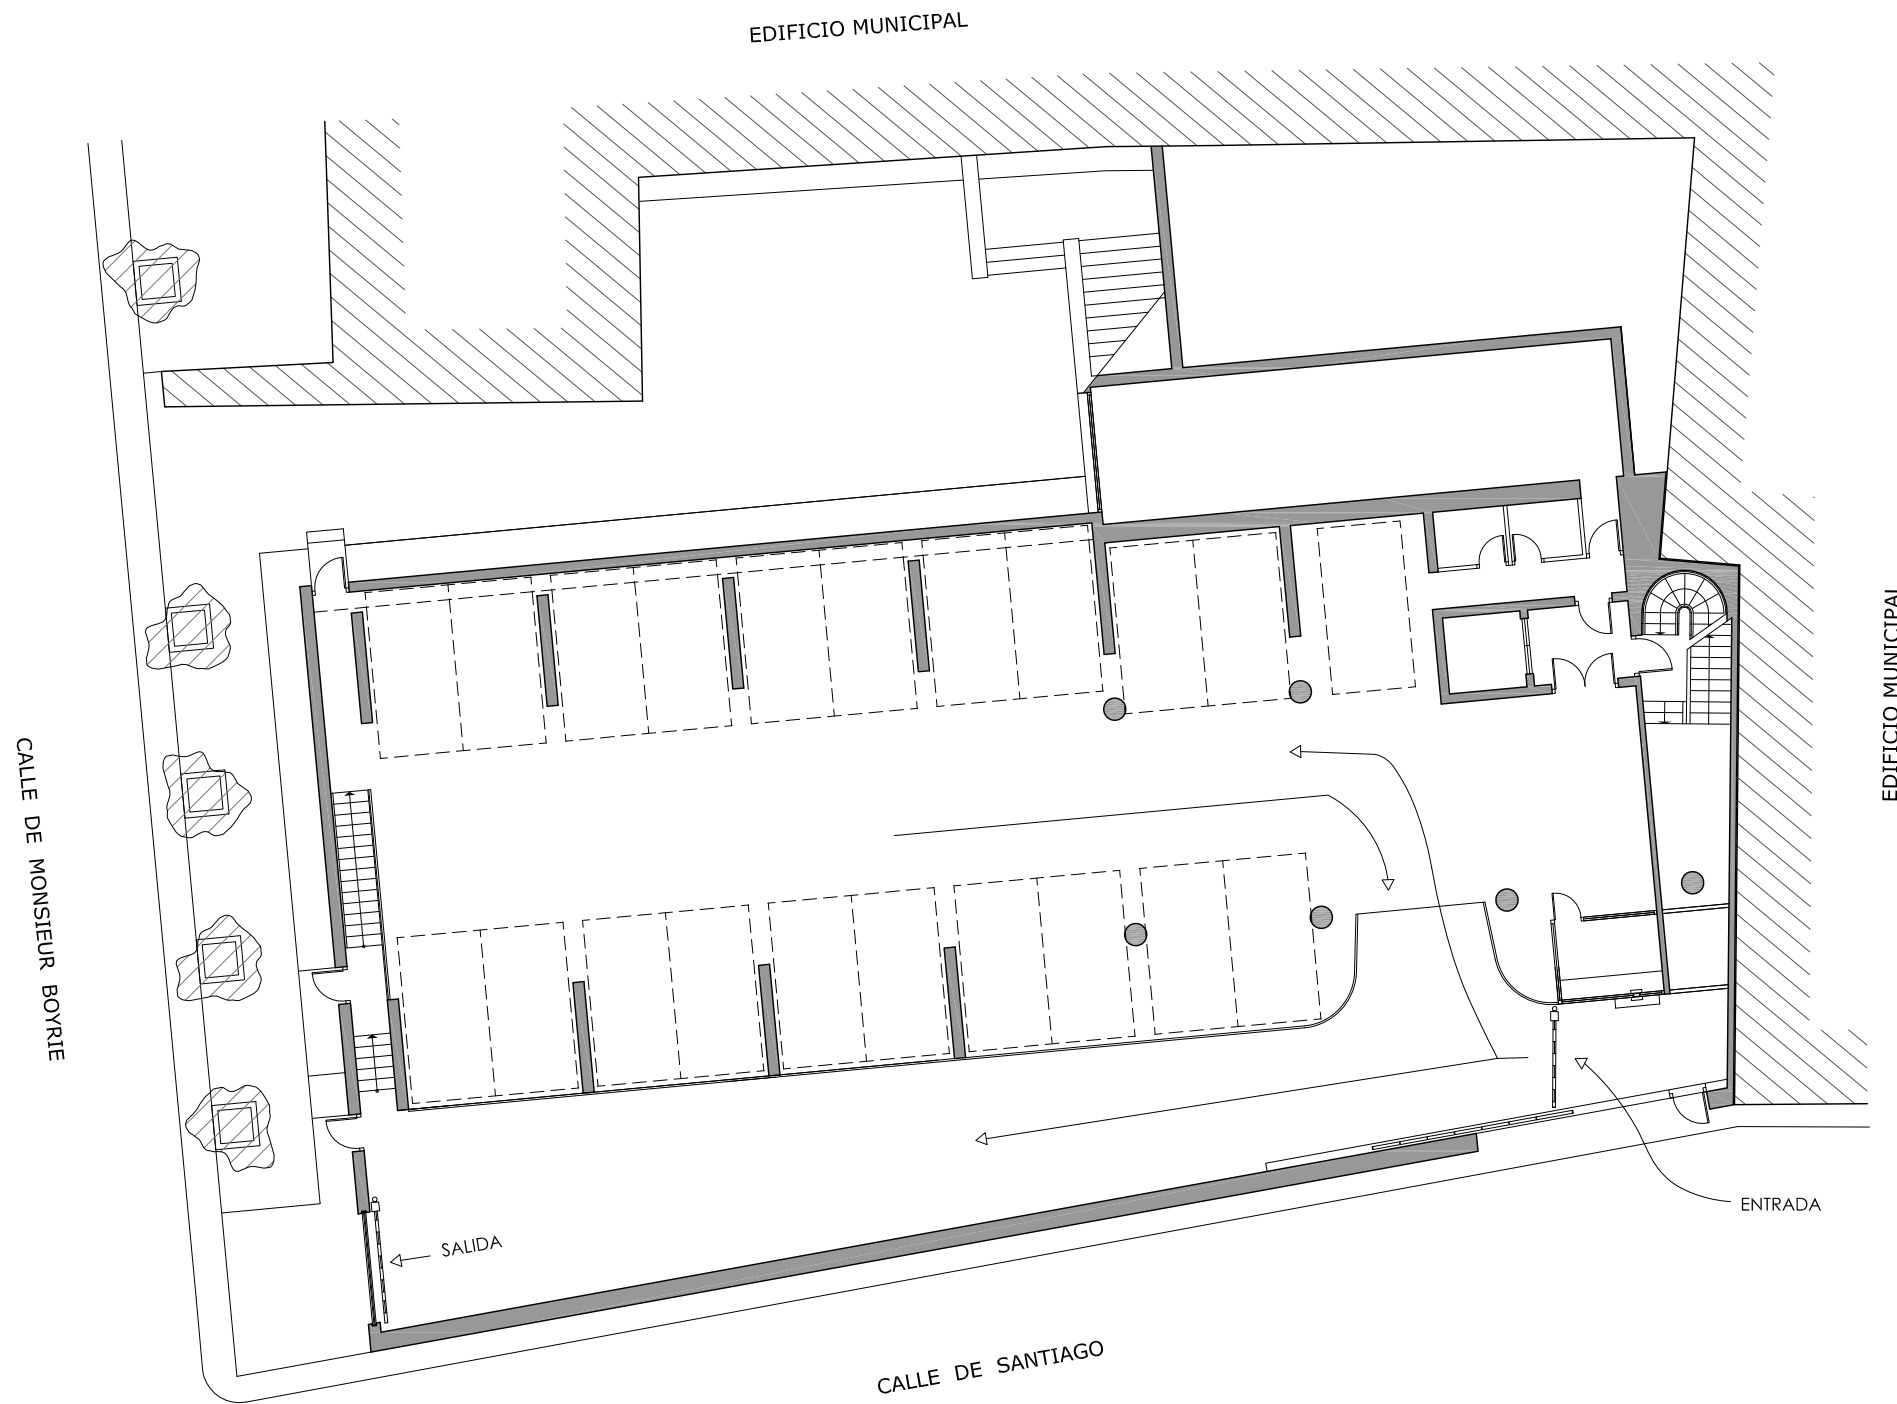 EDIFICIO MUNICIPAL
EDIFICIO MUNICIPAL
CALLE DE MONSIEUR BOYRIE
ENTRADA
SALIDA
CALLE DE SANTIAGO